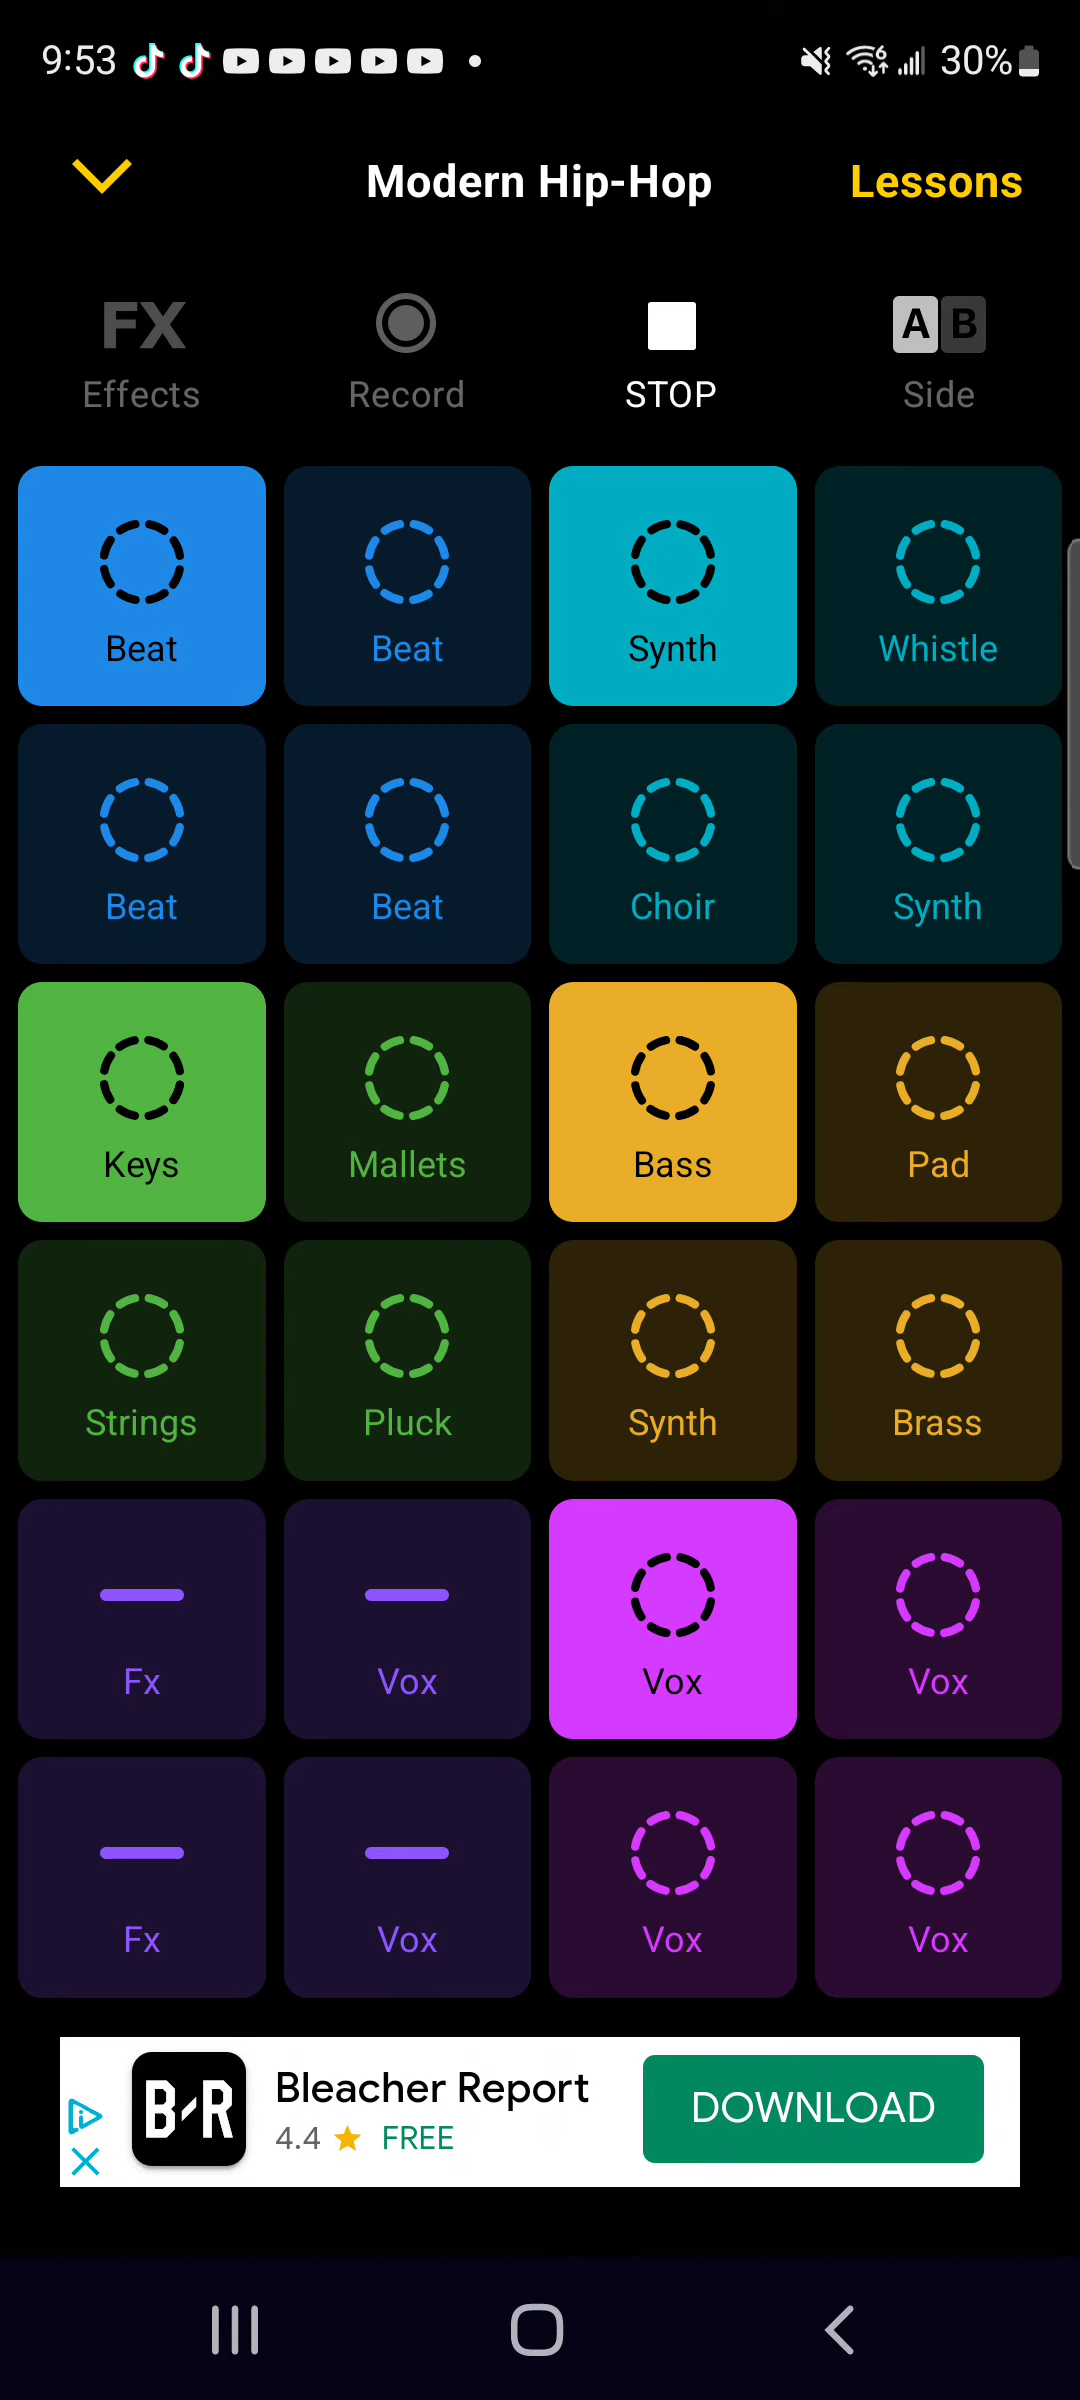 9:53 30%
Modern Hip-Hop Lessons
FX A B
Effects Record STOP Side
Beat Beat Synth Whistle
Beat Beat Choir Synth
Keys Mallets Bass Pad
Strings Pluck Synth Brass
Fx Vox Vox Vox
Fx Vox Vox Vox
B/R
Bleacher Report
4.4 FREE
DOWNLOAD